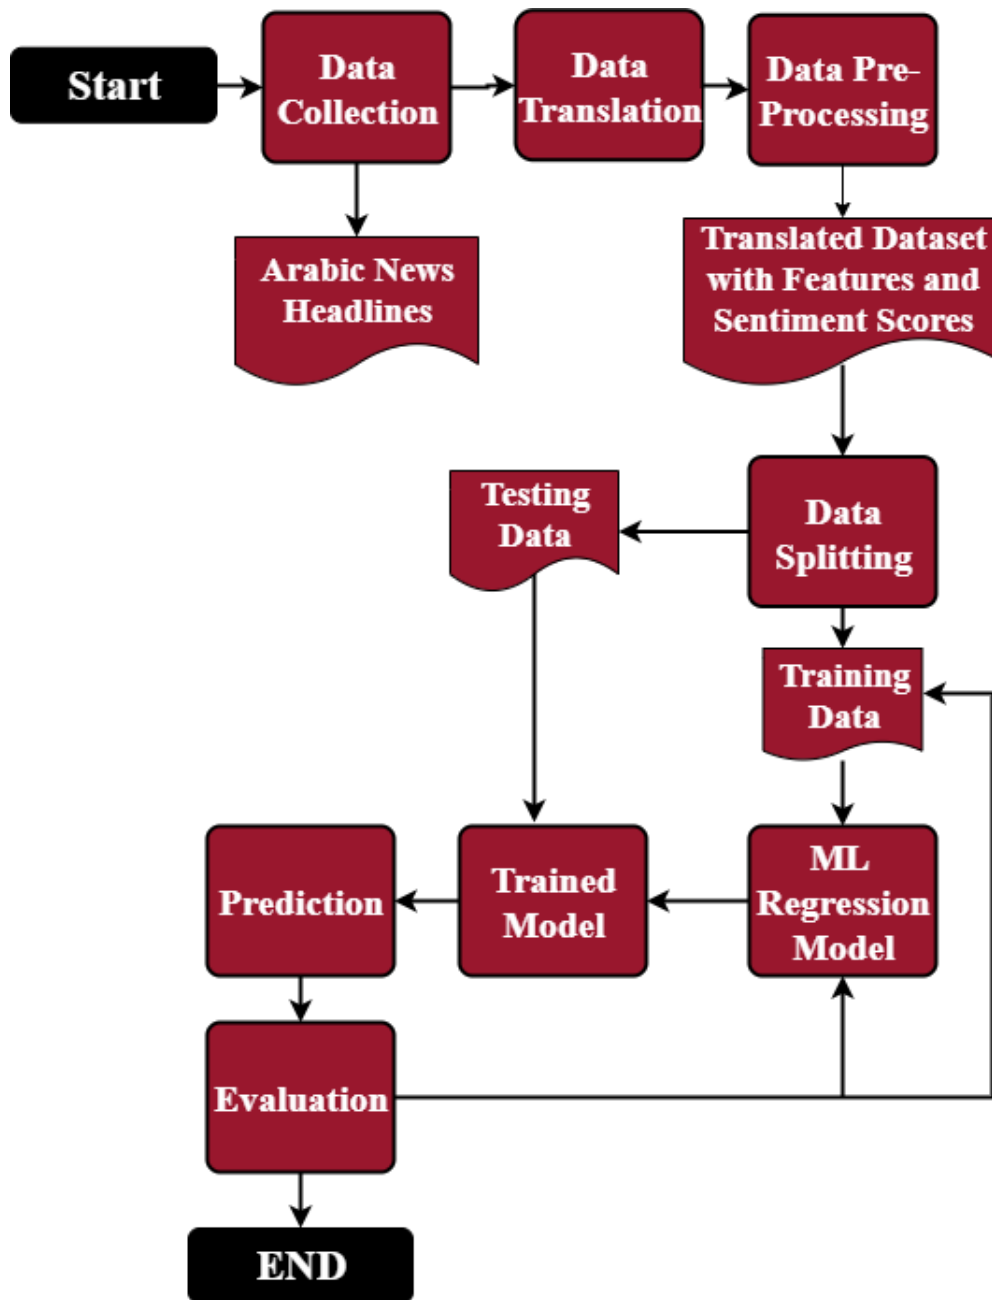 Start
Data
Collection
Data
Translation
Data Pre-
Processing
Arabic News
Headlines
Translated Dataset
with Features and
Sentiment Scores
Testing
Data
Data
Splitting
Training
Data
Prediction
Trained
Model
ML
Regression
Model
Evaluation
END